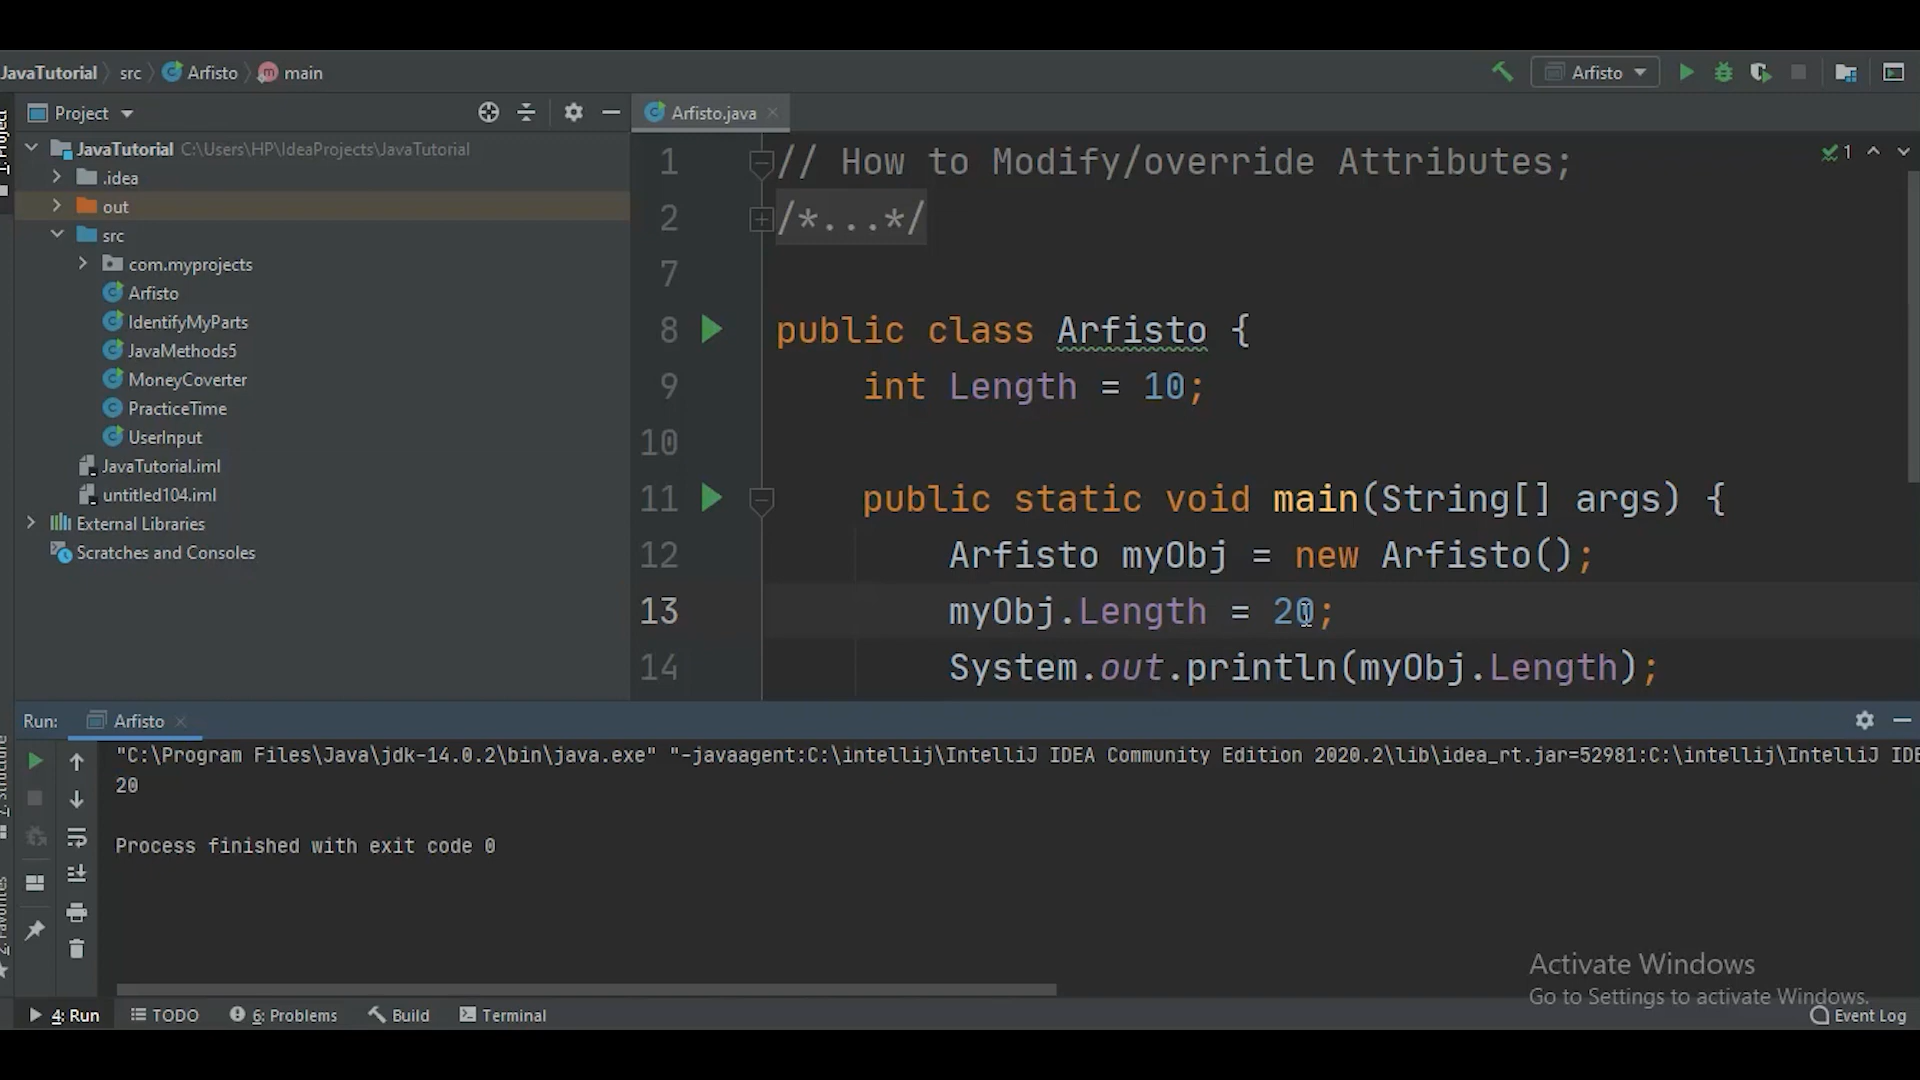 JavaTutorial src Arfisto main Arfisto
Project Arfisto.java
JavaTutorial C:\Users\HP\IdeaProjects\JavaTutorial
.idea
out
src
com.myprojects
Arfisto
IdentifyMyParts
JavaMethods5
MoneyCoverter
PracticeTime
UserInput
JavaTutorial.iml
untitled104.iml
External Libraries
Scratches and Consoles
1 // How to Modify/override Attributes; 1
2 /*...*/
7
8 public class Arfisto {
9 int Length = 10;
10
11 public static void main(String[] args) {
12 Arfisto myObj = new Arfisto();
13 myObj.Length = 20;
14 System.out.println(myObj.Length);
Run: Arfisto
"C:\Program Files\Java\jdk-14.0.2\bin\java.exe" "-javaagent:C:\intellij\IntelliJ IDEA Community Edition 2020.2\lib\idea_rt.jar=52981:C:\intellij\IntelliJ IDE
20
Process finished with exit code 0
Activate Windows
Go to Settings to activate Windows.
4: Run TODO 6: Problems Build Terminal Event Log